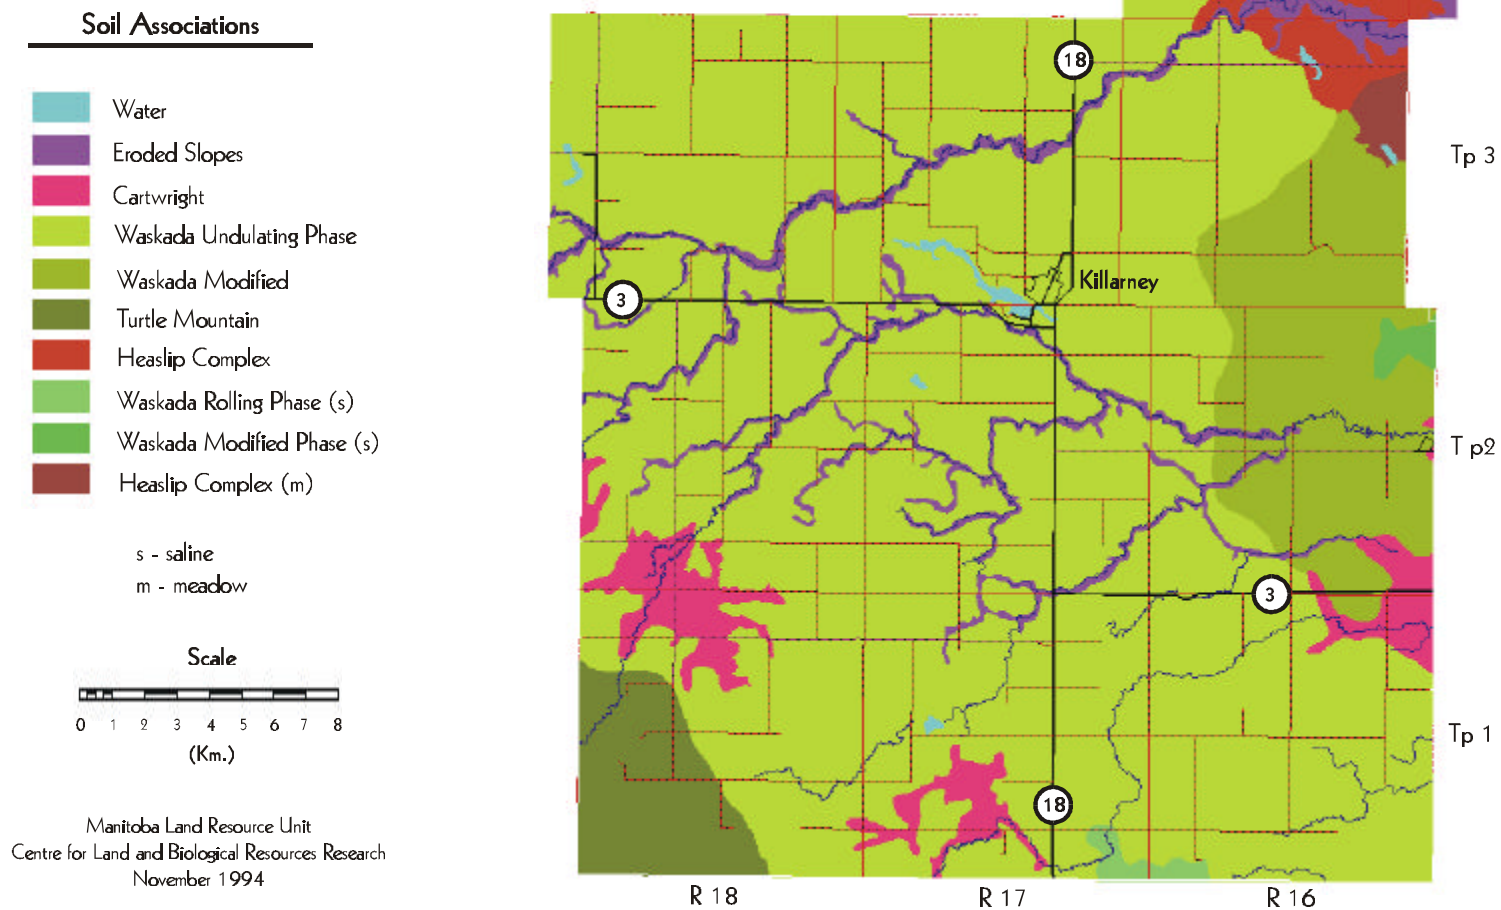 Soil Associations
Water
Eroded Slopes
Cartwright
Waskada Undulating Phase
Waskada Modified
Turtle Mountain
Heaslip Complex
Waskada Rolling Phase (s)
Waskada Modified Phase (s)
Heaslip Complex (m)
s - saline
m - meadow
Scale
0 1 2 3 4 5 6 7 8
(Km.)
Manitoba Land Resource Unit
Centre for Land and Biological Resources Research
November 1994
18
Tp 3
Killarney
3
T p2
3
Tp 1
18
R 18 R 17 R 16